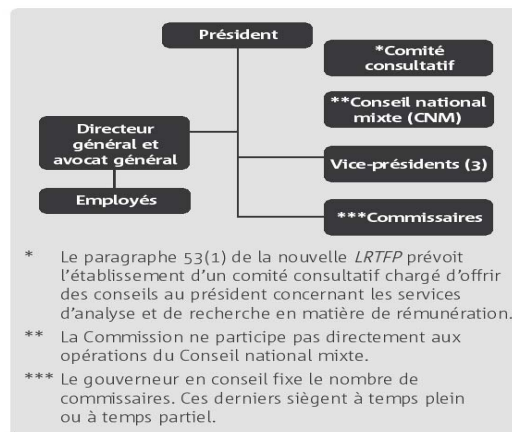 Président
*Comité
consultatif
**Conseil national
mixte (CNM)
Directeur
général et
avocat général
Vice-présidents (3)
Employés
***Commissaires
* Le paragraphe 53(1) de la nouvelle LRTFP prévoit
l'établissement d'un comité consultatif chargé d'offrir
des conseils au président concernant les services
d'analyse et de recherche en matière de rémunération.
** La Commission ne participe pas directement aux
opérations du Conseil national mixte.
*** Le gouverneur en conseil fixe le nombre de
commissaires. Ces derniers siègent à temps plein
ou à temps partiel.